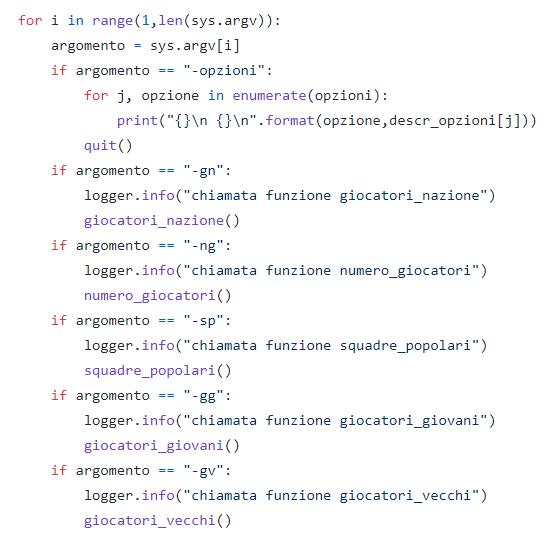 for i in range(1,len(sys.argv)):
    argomento = sys.argv[i]
    if argomento == "-opzioni":
        for j, opzione in enumerate(opzioni):
            print("{}\n {}\n".format(opzione,descr_opzioni[j]))
        quit()
    if argomento == "-gn":
        logger.info("chiamata funzione giocatori_nazione")
        giocatori_nazione()
    if argomento == "-ng":
        logger.info("chiamata funzione numero_giocatori")
        numero_giocatori()
    if argomento == "-sp":
        logger.info("chiamata funzione squadre_popolari")
        squadre_popolari()
    if argomento == "-gg":
        logger.info("chiamata funzione giocatori_giovani")
        giocatori_giovani()
    if argomento == "-gv":
        logger.info("chiamata funzione giocatori_vecchi")
        giocatori_vecchi()